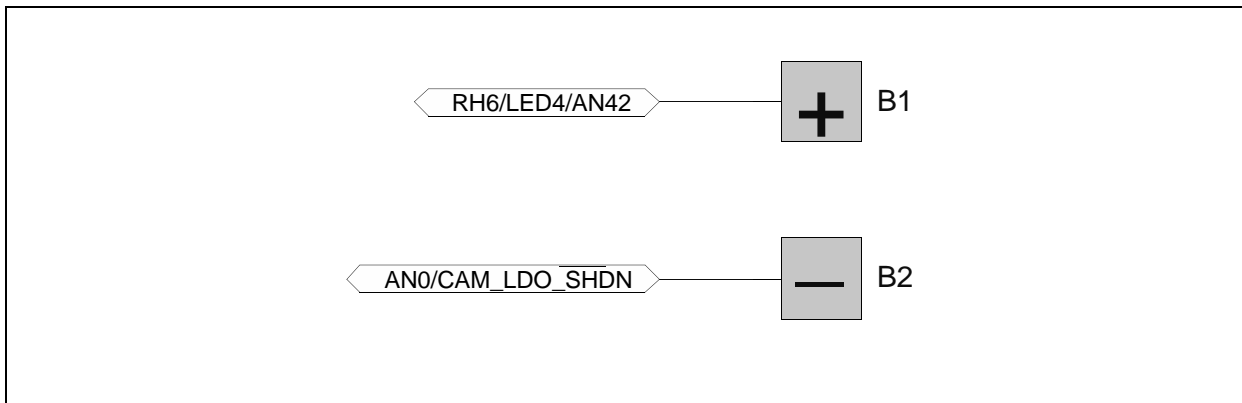 RH6/LED4/AN42 + B1
AN0/CAM_LDO_SHDN — B2